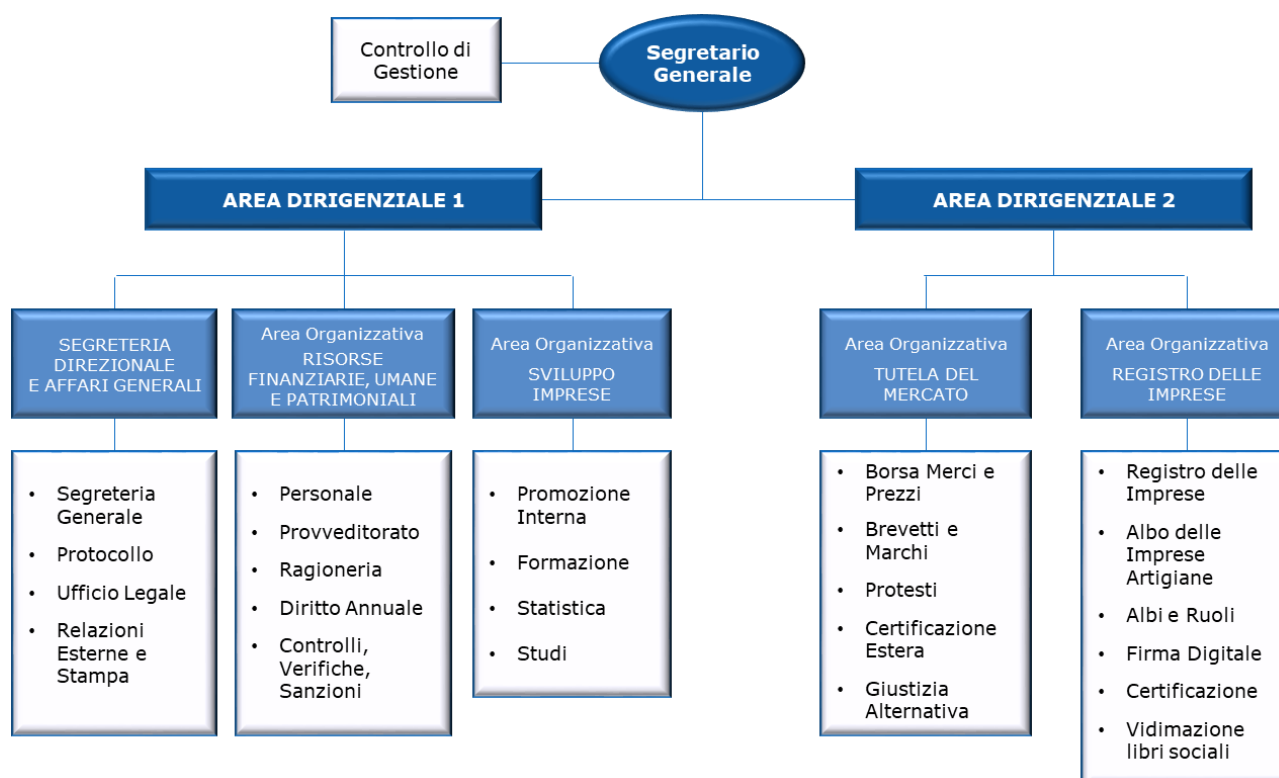 Controllo di
Gestione
Segretario
Generale
AREA DIRIGENZIALE 1
AREA DIRIGENZIALE 2
SEGRETERIA
DIREZIONALE
E AFFARI GENERALI
Area Organizzativa
RISORSE
FINANZIARIE, UMANE
E PATRIMONIALI
Area Organizzativa
SVILUPPO
IMPRESE
Area Organizzativa
TUTELA DEL
MERCATO
Area Organizzativa
REGISTRO DELLE
IMPRESE
• Segreteria
Generale
• Protocollo
• Ufficio Legale
• Relazioni
Esterne e
Stampa
• Personale
• Provveditorato
• Ragioneria
• Diritto Annuale
• Controlli,
Verifiche,
Sanzioni
• Promozione
Interna
• Formazione
• Statistica
• Studi
• Borsa Merci e
Prezzi
• Brevetti e
Marchi
• Protesti
• Certificazione
Estera
• Giustizia
Alternativa
• Registro delle
Imprese
• Albo delle
Imprese
Artigiane
• Albi e Ruoli
• Firma Digitale
• Certificazione
• Vidimazione
libri sociali